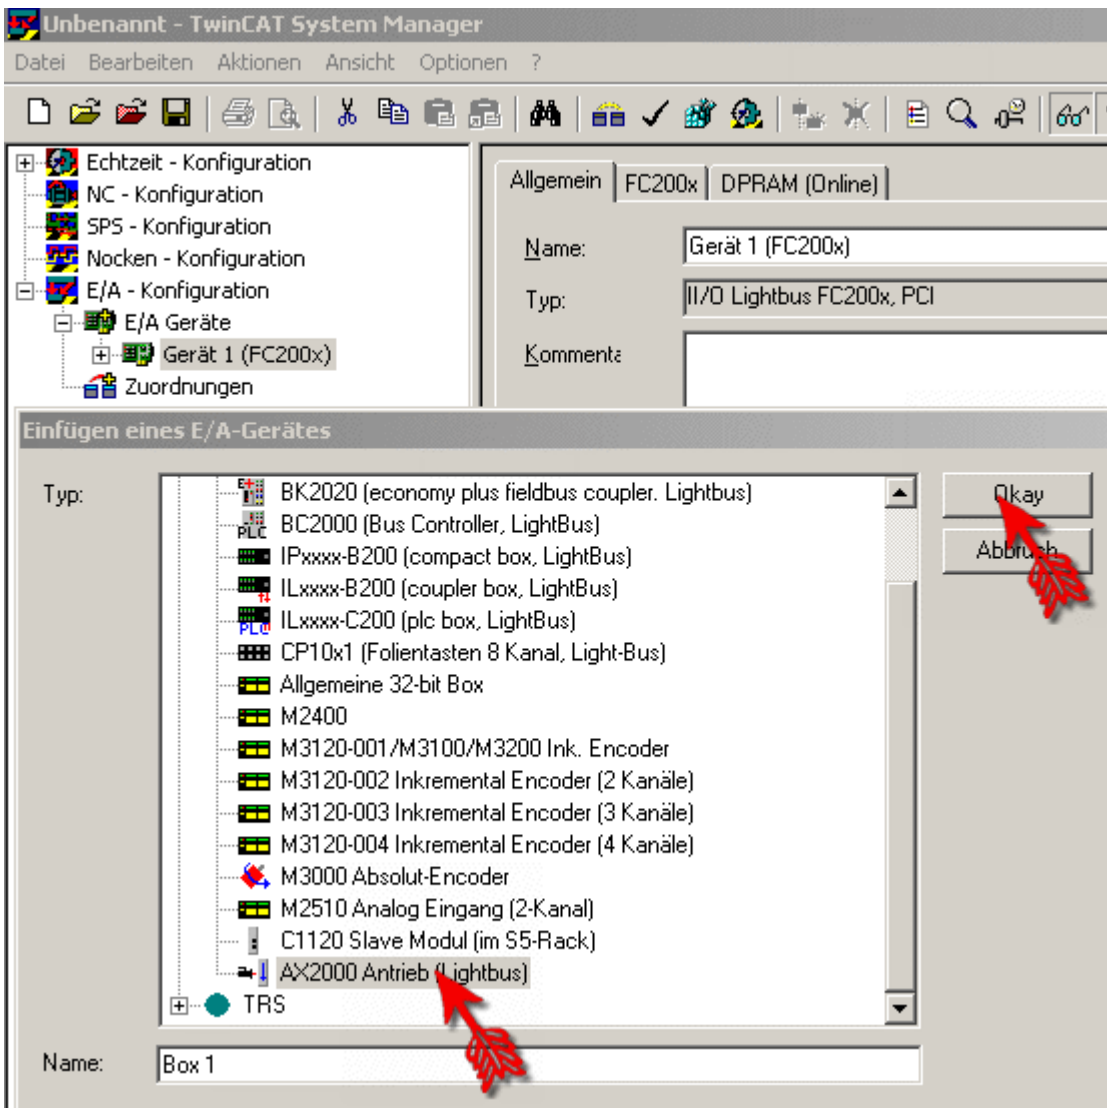 Unbenannt - TwinCAT System Manager
Datei Bearbeiten Aktionen Ansicht Optionen ?
Echtzeit - Konfiguration
NC - Konfiguration
SPS - Konfiguration
Nocken - Konfiguration
E/A - Konfiguration
E/A Geräte
Gerät 1 (FC200x)
Zuordnungen
Allgemein FC200x DPRAM (Online)
Name: Gerät 1 (FC200x)
Typ: II/O Lightbus FC200x, PCI
Kommenta
Einfügen eines E/A-Gerätes
Typ:
BK2020 (economy plus fieldbus coupler. Lightbus)
PLC BC2000 (Bus Controller, LightBus)
IPxxxx-B200 (compact box, LightBus)
ILxxxx-B200 (coupler box, LightBus)
PLC ILxxxx-C200 (plc box, LightBus)
CP10x1 (Folientasten 8 Kanal, Light-Bus)
Allgemeine 32-bit Box
M2400
M3120-001/M3100/M3200 Ink. Encoder
M3120-002 Inkremental Encoder (2 Kanäle)
M3120-003 Inkremental Encoder (3 Kanäle)
M3120-004 Inkremental Encoder (4 Kanäle)
M3000 Absolut-Encoder
M2510 Analog Eingang (2-Kanal)
C1120 Slave Modul (im S5-Rack)
AX2000 Antrieb (Lightbus)
TRS
Okay
Abbruch
Name: Box 1